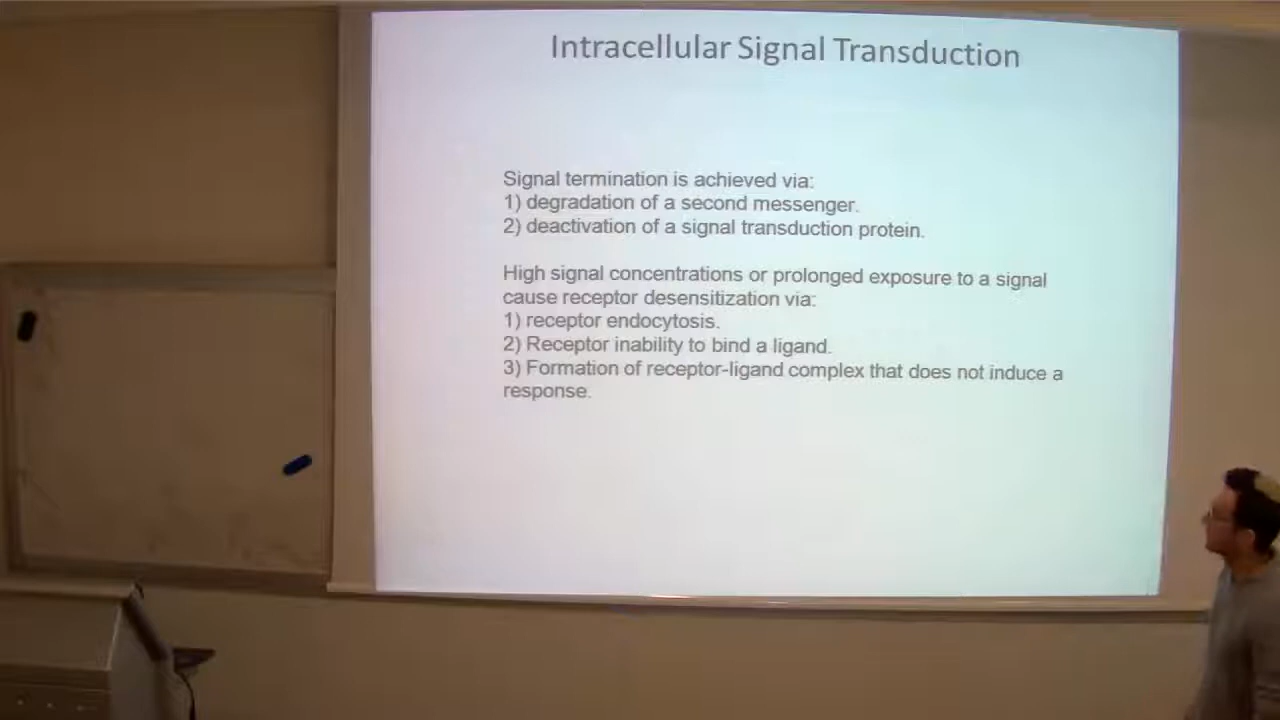 Intracellular Signal Transduction
Signal termination is achieved via:
1) degradation of a second messenger.
2) deactivation of a signal transduction protein.
High signal concentrations or prolonged exposure to a signal
cause receptor desensitization via:
1) receptor endocytosis.
2) Receptor inability to bind a ligand.
3) Formation of receptor-ligand complex that does not induce a
response.